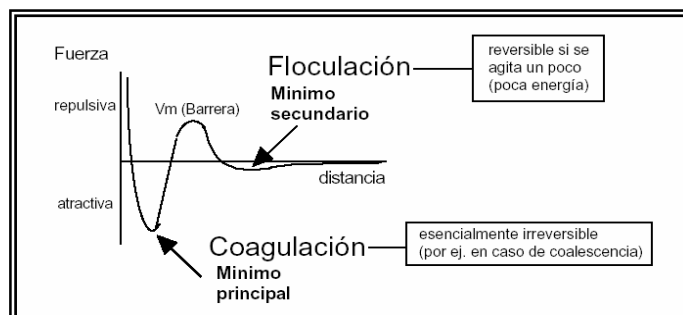 Fuerza
repulsiva
Vm (Barrera)
Floculación
Minimo
secundario
reversible si se
agita un poco
(poca energía)
distancia
atractiva
Coagulación
Minimo
principal
esencialmente irreversible
(por ej. en caso de coalescencia)